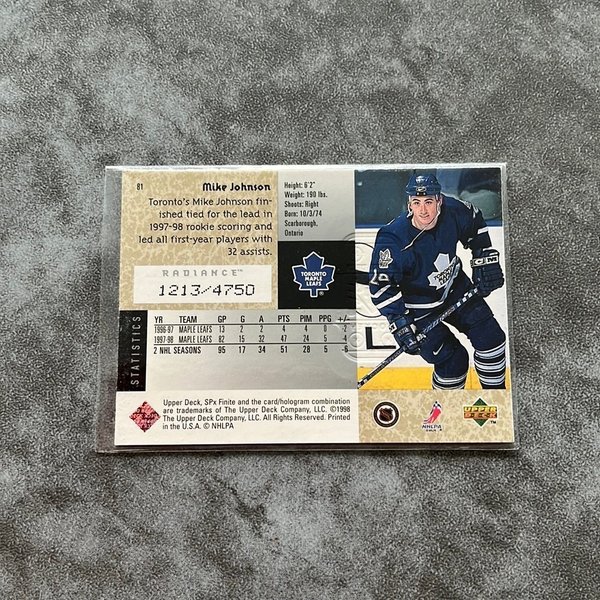 81
Mike Johnson
Toronto's Mike Johnson fin-
ished tied for the lead in
1997-98 rookie scoring and
led all first-year players with
32 assists.
RADIANCE™
1213/4750
Height: 6'2"
Weight: 190 lbs.
Shoots: Right
Born: 10/3/74
Scarborough,
Ontario
TORONTO
MAPLE
LEAFS
®
STATISTICS
YR TEAM GP G A PTS PIM PPG +/-
1996-97 MAPLE LEAFS 13 2 2 4 4 0 -2
1997-98 MAPLE LEAFS 82 15 32 47 24 5 -4
2 NHL SEASONS 95 17 34 51 28 5 -6
Upper Deck, SPx Finite and the card/hologram combination
are trademarks of The Upper Deck Company, LLC. ©1998
The Upper Deck Company, LLC. All Rights Reserved. Printed
in the U.S.A. © NHLPA
NHL
NHLPA
UPPER
DECK
™